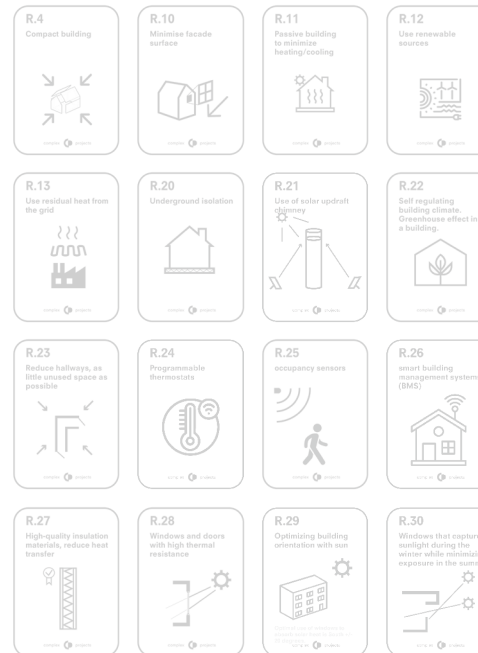 R.4
Compact building
R.10
Minimise facade
surface
R.11
Passive building
to minimize
heating/cooling
R.12
Use renewable
sources
R.13
Use residual heat from
the grid
R.20
Underground isolation
R.21
Use of solar updraft
chimney
R.22
Self regulating
building climate.
Greenhouse effect in
a building.
R.23
Reduce hallways, as
little unused space as
possible
R.24
Programmable
thermostats
R.25
occupancy sensors
R.26
smart building
management systems
(BMS)
R.27
High-quality insulation
materials, reduce heat
transfer
R.28
Windows and doors
with high thermal
resistance
R.29
Optimizing building
orientation with sun
R.30
Windows that capture
sunlight during the
winter while minimizi
exposure in the summ